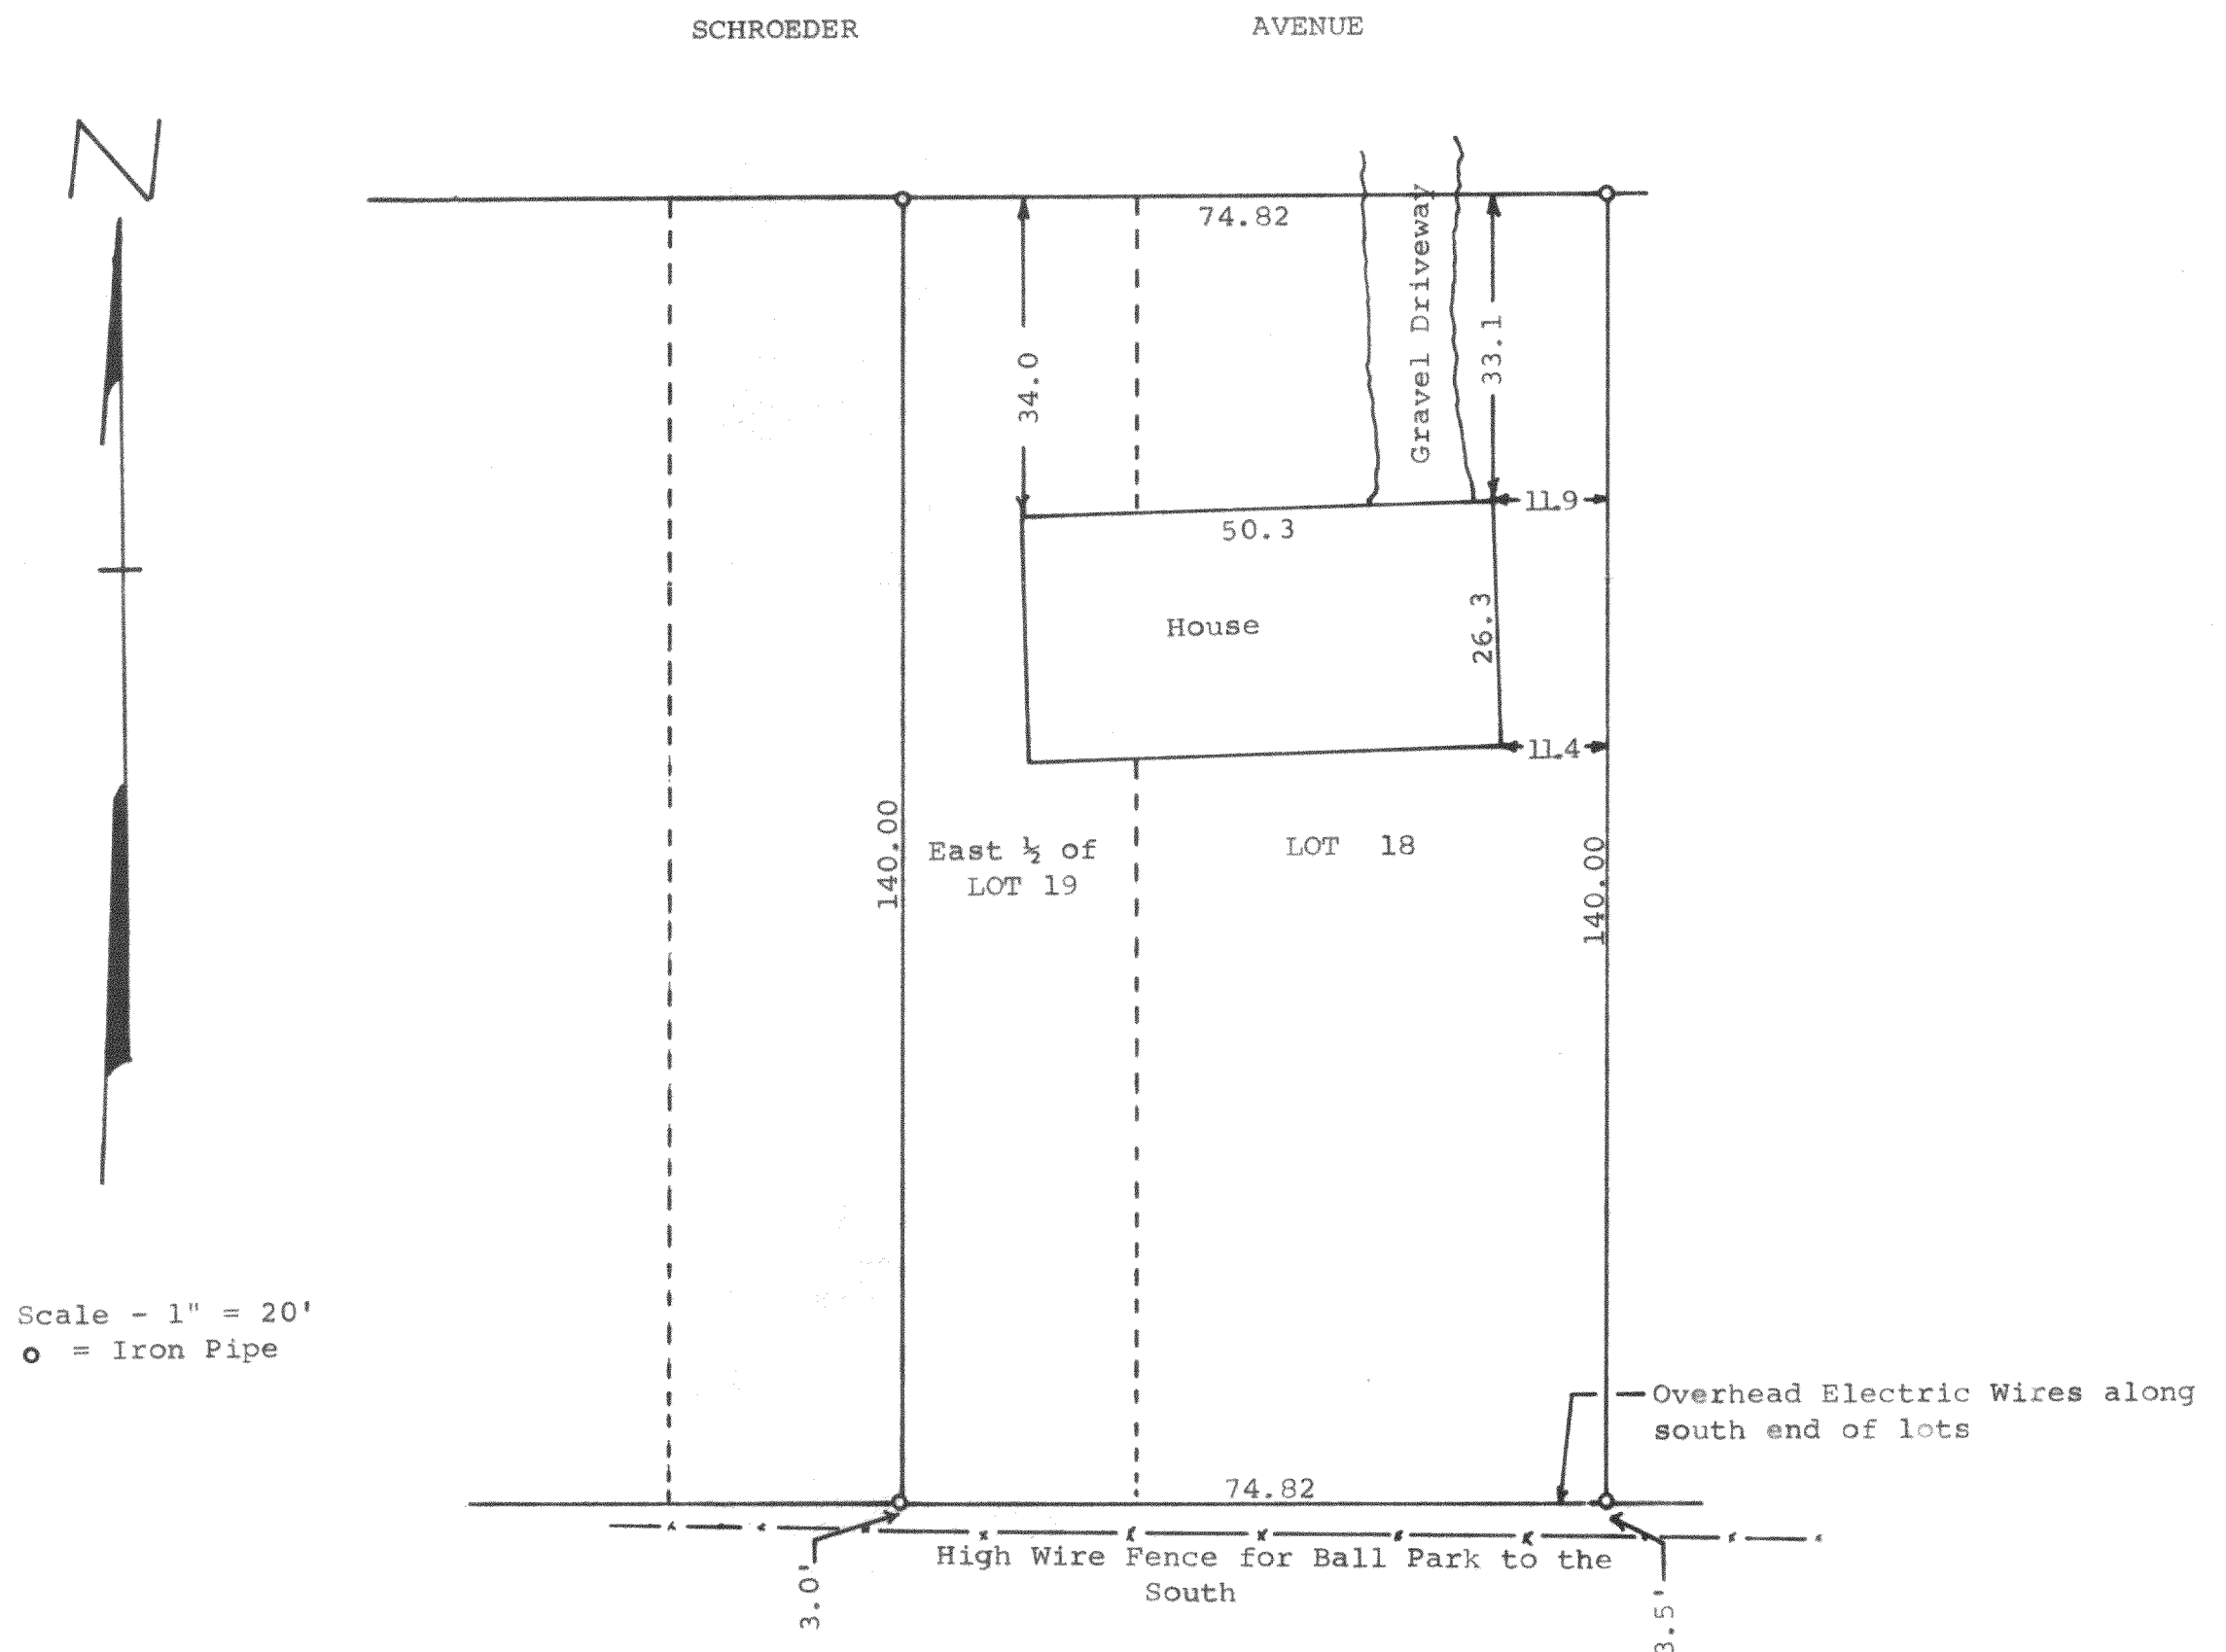 SCHROEDER AVENUE
N
74.82
Gravel Driveway
34.0
33.1
11.9
50.3
House
26.3
11.4
140.00
East ½ of
LOT 19
LOT 18
140.00
Scale - 1" = 20'
o = Iron Pipe
Overhead Electric Wires along
south end of lots
74.82
High Wire Fence for Ball Park to the
South
3.0'
3.5'